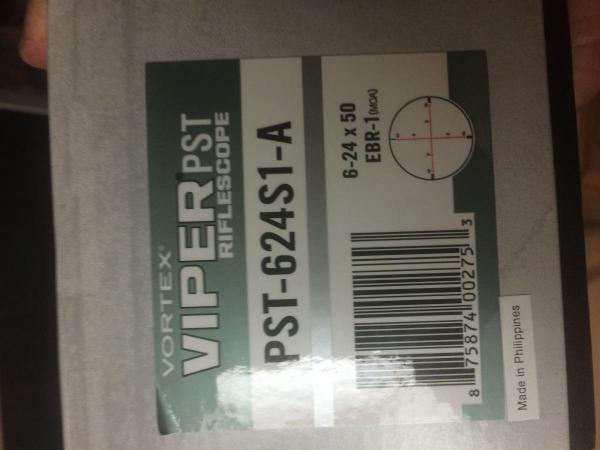 VORTEX®
VIPER® PST
RIFLESCOPE
PST-624S1-A
6-24 x 50
EBR-1 (MOA)
8 75874 00275 3
Made in Philippines